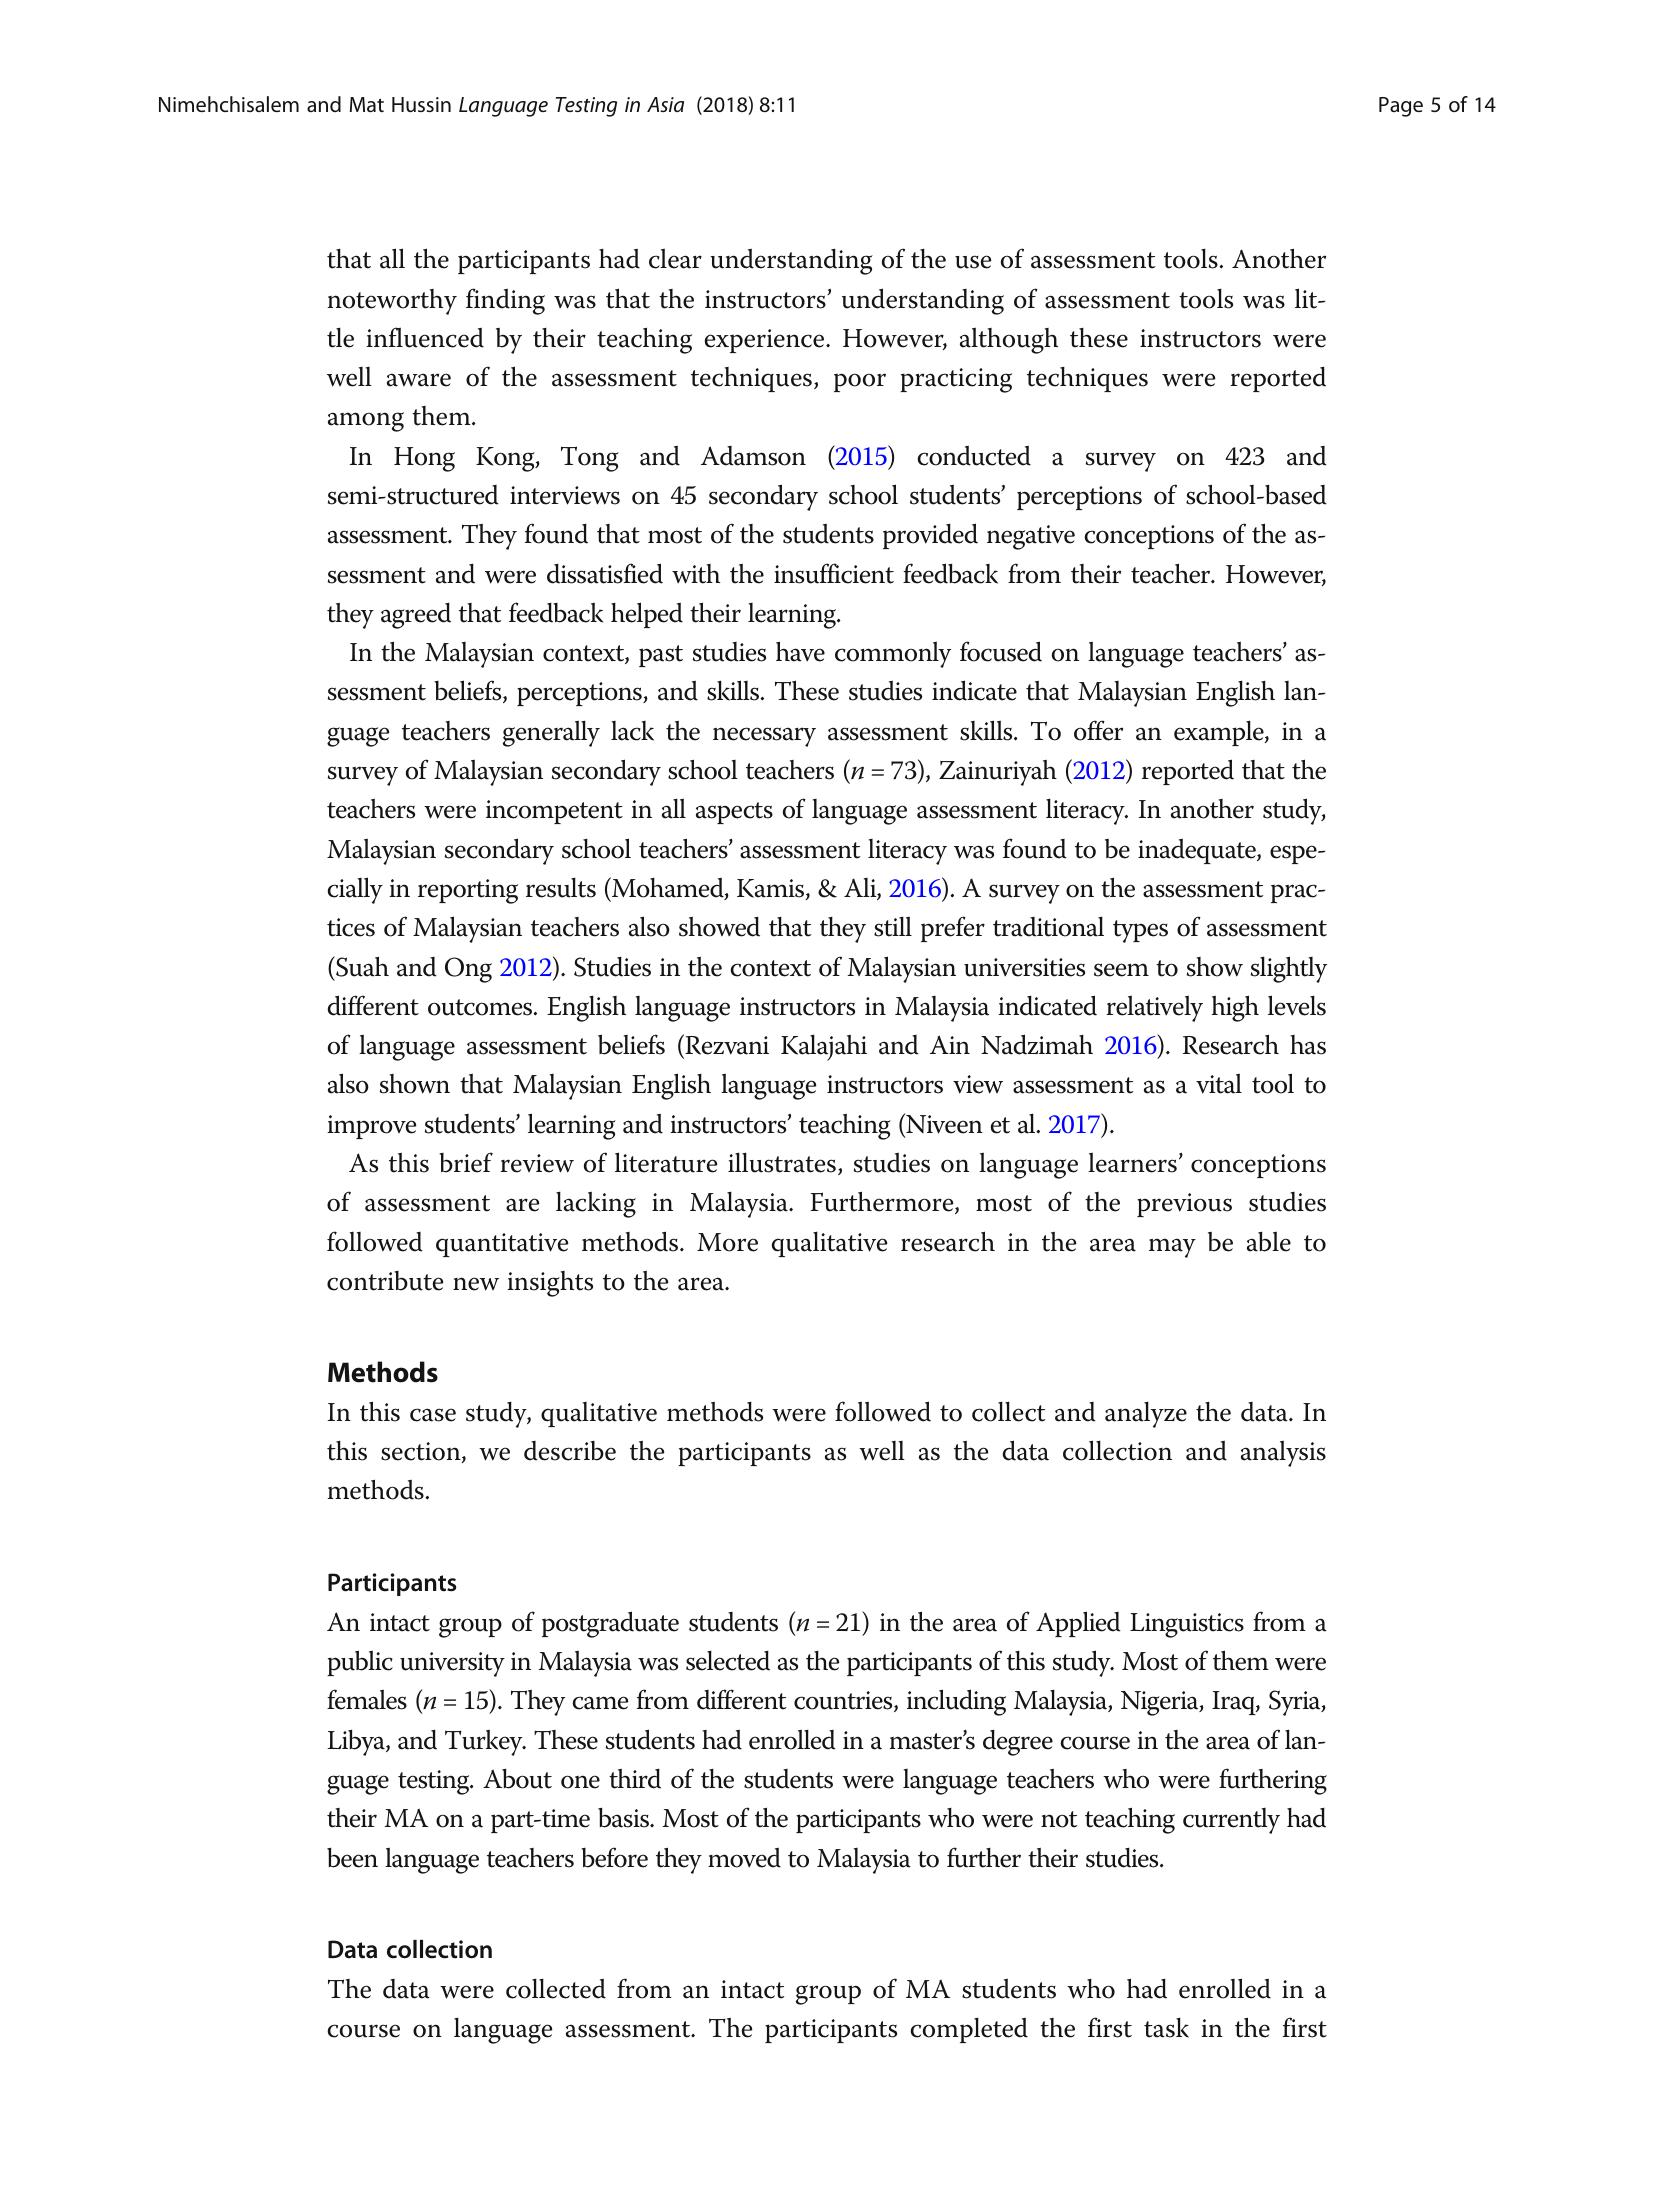 Nimehchisalem and Mat Hussin Language Testing in Asia (2018) 8:11
Page 5 of 14
that all the participants had clear understanding of the use of assessment tools. Another
noteworthy finding was that the instructors’ understanding of assessment tools was lit-
tle influenced by their teaching experience. However, although these instructors were
well aware of the assessment techniques, poor practicing techniques were reported
among them.
In Hong Kong, Tong and Adamson (2015) conducted a survey on 423 and
semi-structured interviews on 45 secondary school students’ perceptions of school-based
assessment. They found that most of the students provided negative conceptions of the as-
sessment and were dissatisfied with the insufficient feedback from their teacher. However,
they agreed that feedback helped their learning.
In the Malaysian context, past studies have commonly focused on language teachers’ as-
sessment beliefs, perceptions, and skills. These studies indicate that Malaysian English lan-
guage teachers generally lack the necessary assessment skills. To offer an example, in a
survey of Malaysian secondary school teachers (n = 73), Zainuriyah (2012) reported that the
teachers were incompetent in all aspects of language assessment literacy. In another study,
Malaysian secondary school teachers’ assessment literacy was found to be inadequate, espe-
cially in reporting results (Mohamed, Kamis, & Ali, 2016). A survey on the assessment prac-
tices of Malaysian teachers also showed that they still prefer traditional types of assessment
(Suah and Ong 2012). Studies in the context of Malaysian universities seem to show slightly
different outcomes. English language instructors in Malaysia indicated relatively high levels
of language assessment beliefs (Rezvani Kalajahi and Ain Nadzimah 2016). Research has
also shown that Malaysian English language instructors view assessment as a vital tool to
improve students’ learning and instructors’ teaching (Niveen et al. 2017).
As this brief review of literature illustrates, studies on language learners’ conceptions
of assessment are lacking in Malaysia. Furthermore, most of the previous studies
followed quantitative methods. More qualitative research in the area may be able to
contribute new insights to the area.
Methods
In this case study, qualitative methods were followed to collect and analyze the data. In
this section, we describe the participants as well as the data collection and analysis
methods.
Participants
An intact group of postgraduate students (n = 21) in the area of Applied Linguistics from a
public university in Malaysia was selected as the participants of this study. Most of them were
females (n = 15). They came from different countries, including Malaysia, Nigeria, Iraq, Syria,
Libya, and Turkey. These students had enrolled in a master’s degree course in the area of lan-
guage testing. About one third of the students were language teachers who were furthering
their MA on a part-time basis. Most of the participants who were not teaching currently had
been language teachers before they moved to Malaysia to further their studies.
Data collection
The data were collected from an intact group of MA students who had enrolled in a
course on language assessment. The participants completed the first task in the first